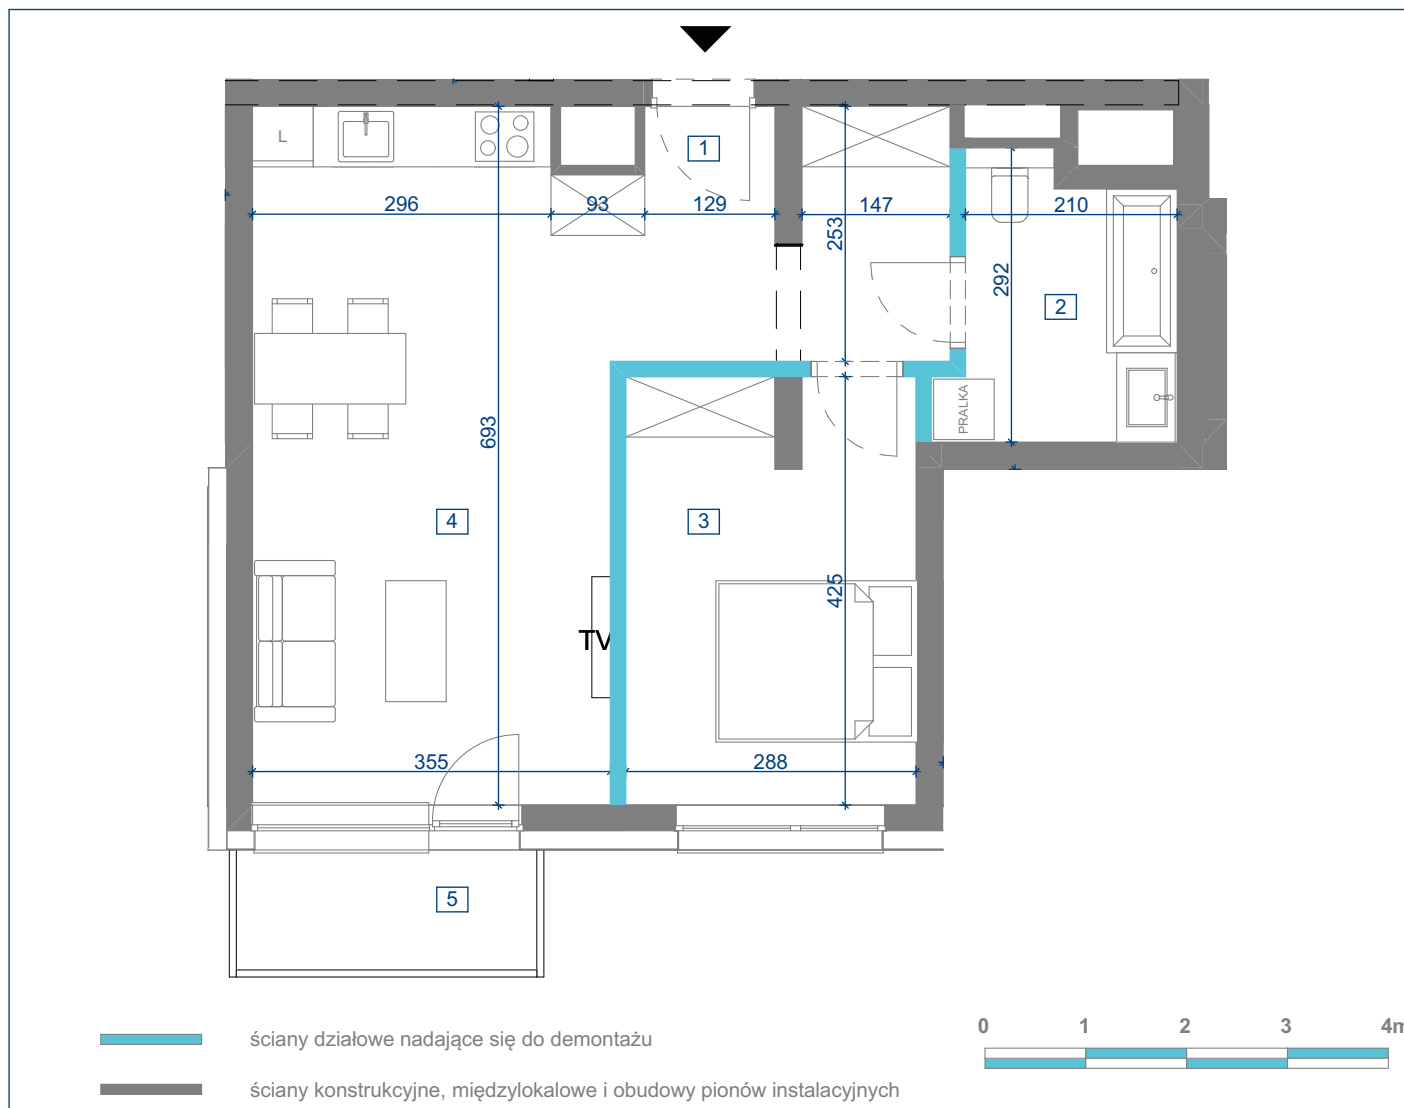 L
1
296
93
129
147
210
253
292
2
693
PRALKA
4
3
425
TV
355
288
5
0 1 2 3 4m
ściany działowe nadające się do demontażu
ściany konstrukcyjne, międzylokalowe i obudowy pionów instalacyjnych